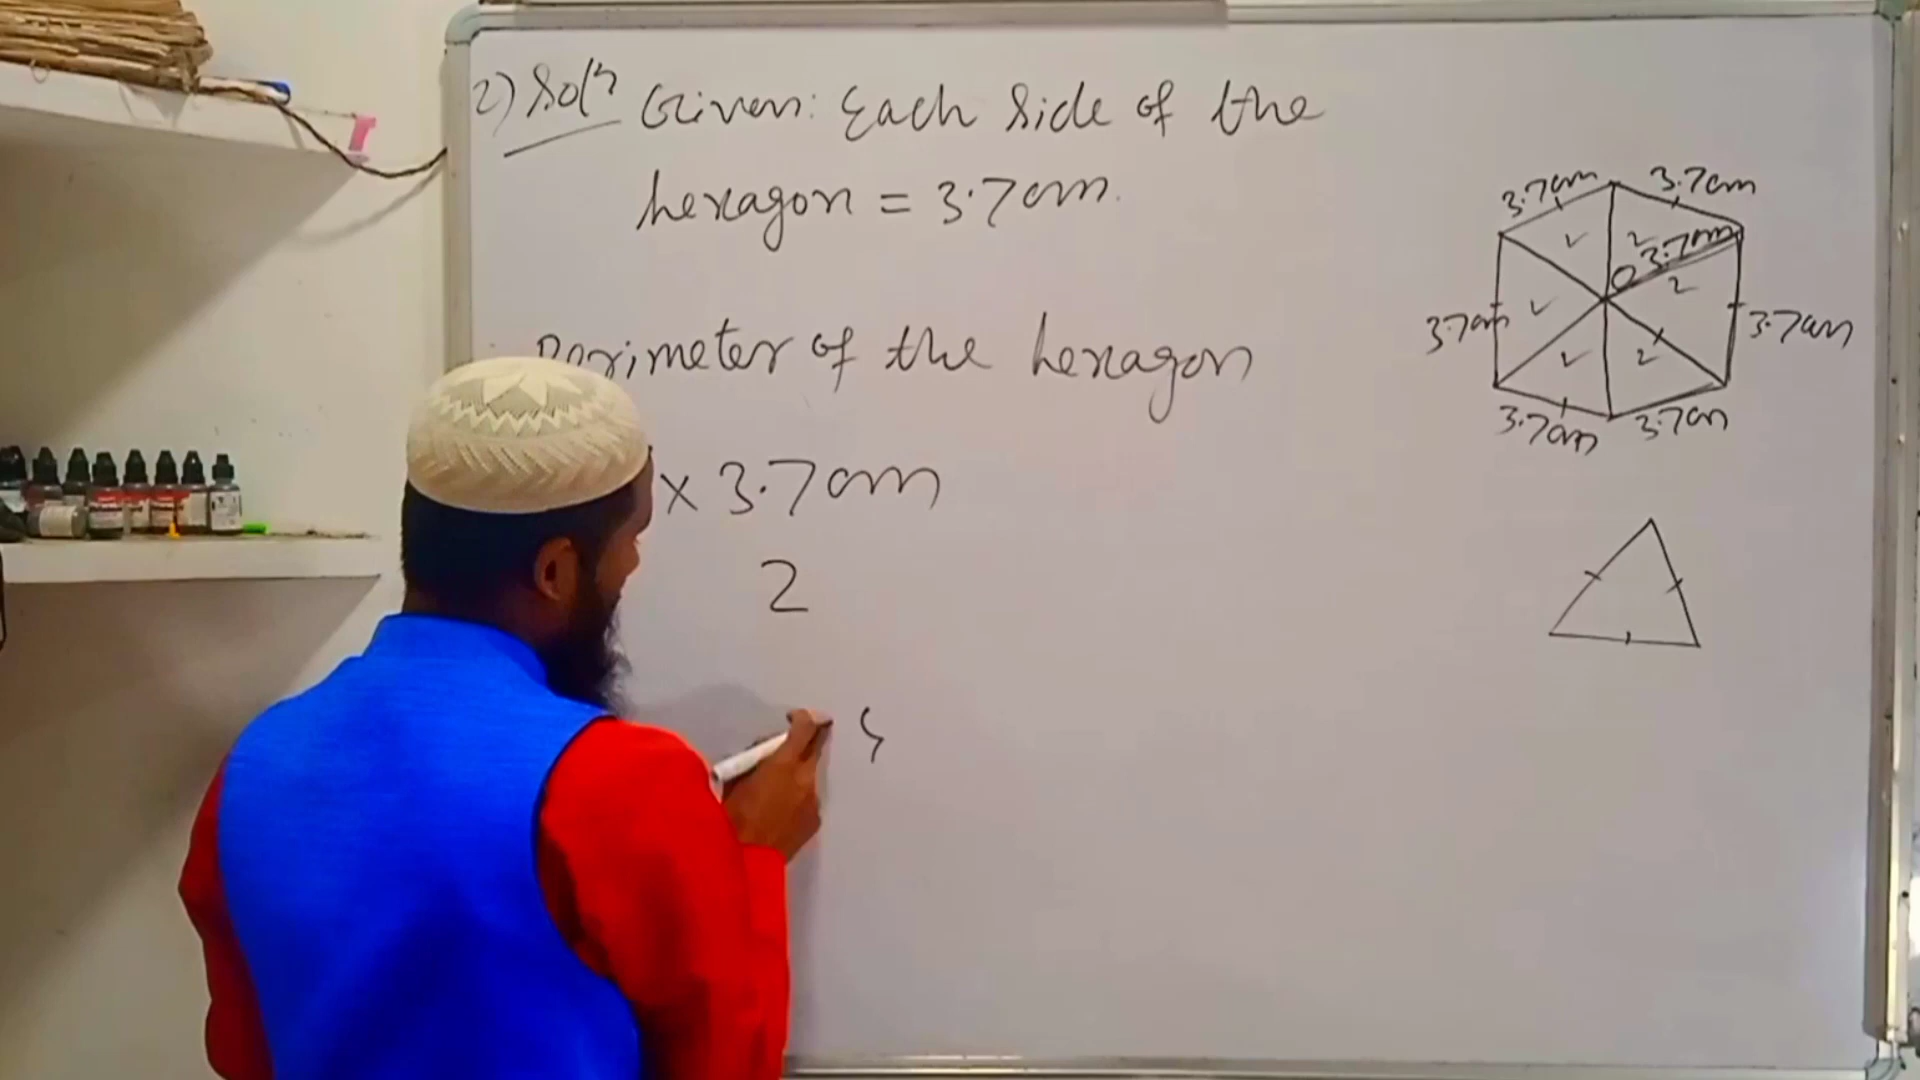 2) Soln Given: Each side of the
hexagon = 3.7cm.
Perimeter of the hexagon
x 3.7cm
2
3.7cm 3.7cm
3.7cm
O
3.7cm 3.7cm
3.7cm 3.7cm